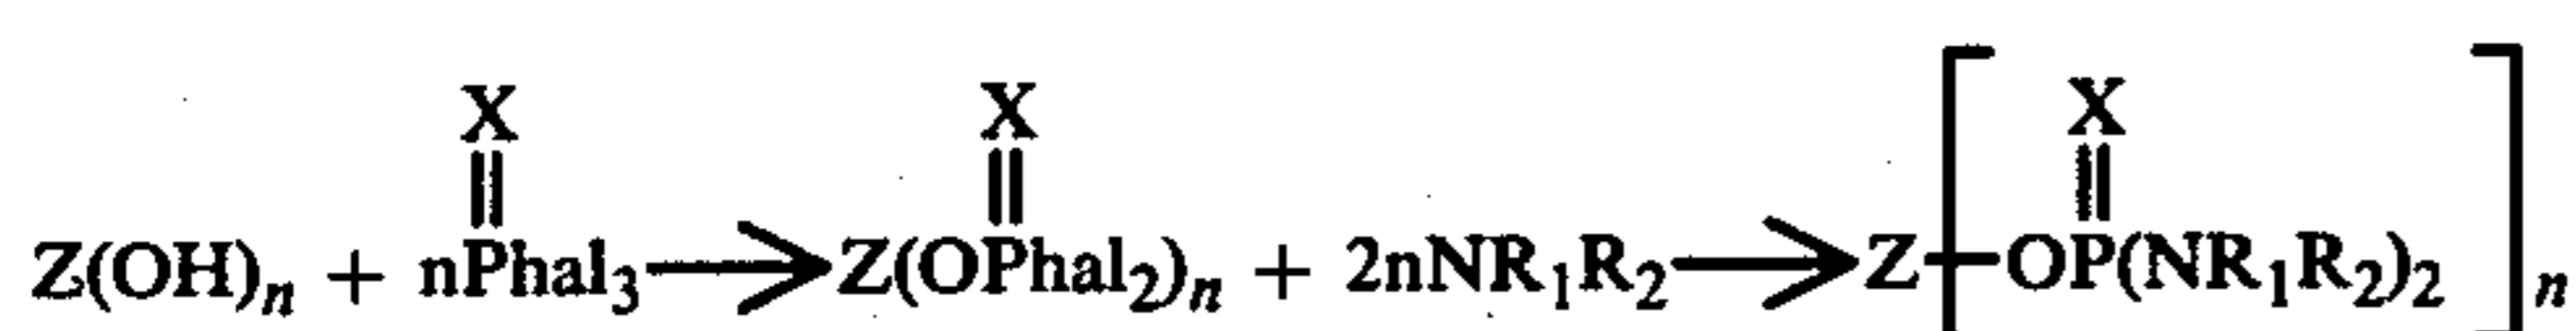 X X X
Z(OH)n + nPhal3 Z(OPhal2)n + 2nNR1R2 Z OP(NR1R2)2 n